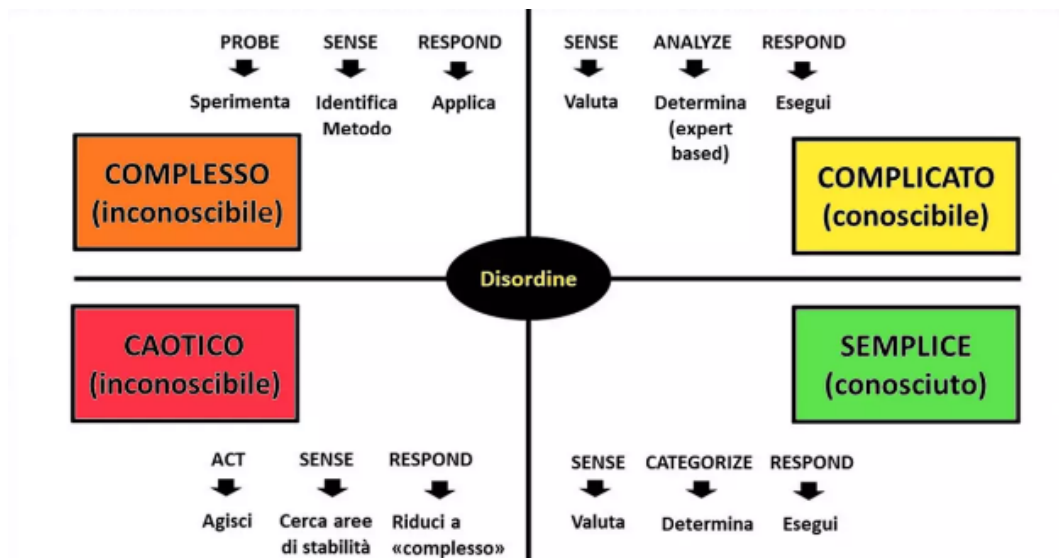 PROBE SENSE RESPOND
Sperimenta Identifica Applica
Metodo
COMPLESSO
(inconoscibile)
SENSE ANALYZE RESPOND
Valuta Determina Esegui
(expert
based)
COMPLICATO
(conoscibile)
Disordine
CAOTICO
(inconoscibile)
ACT SENSE RESPOND
Agisci Cerca aree Riduci a
di stabilità «complesso»
SEMPLICE
(conosciuto)
SENSE CATEGORIZE RESPOND
Valuta Determina Esegui